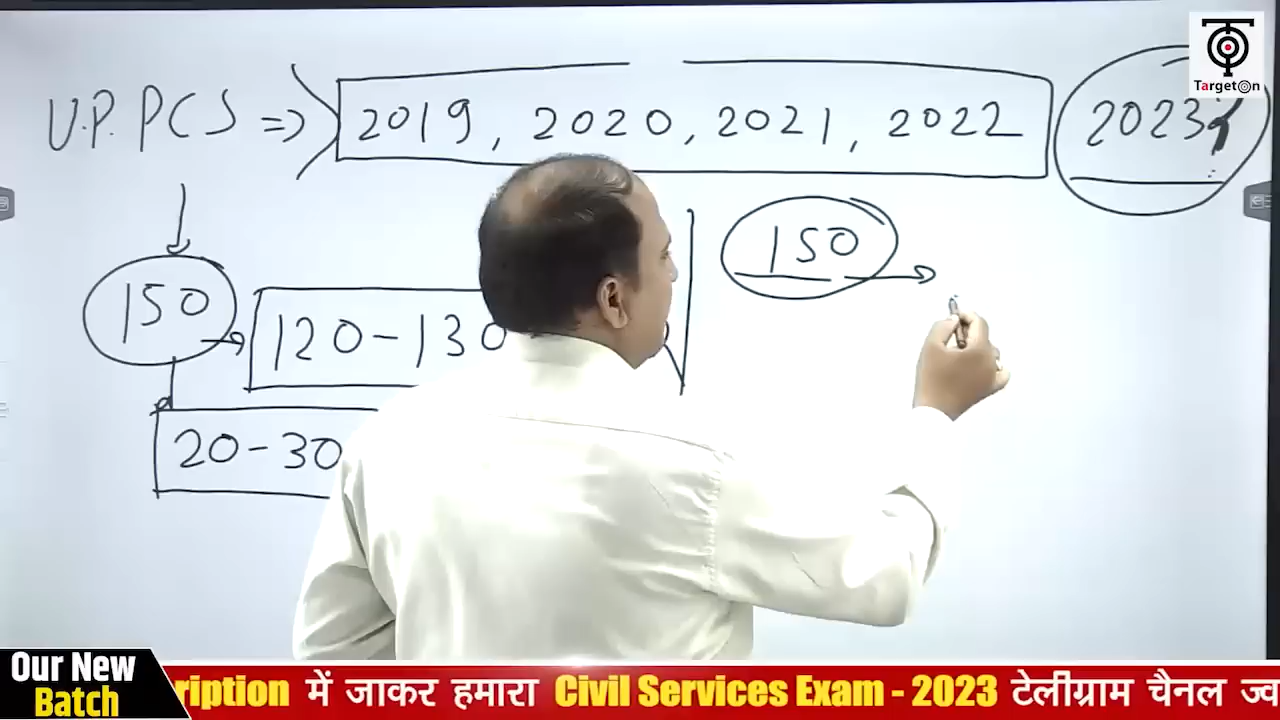 U.P. PCS => 2019, 2020, 2021, 2022 2023?
TargetOn
150 120-130 150
20-30
Our New
Batch
ription में जाकर हमारा Civil Services Exam - 2023 टेलीग्राम चैनल